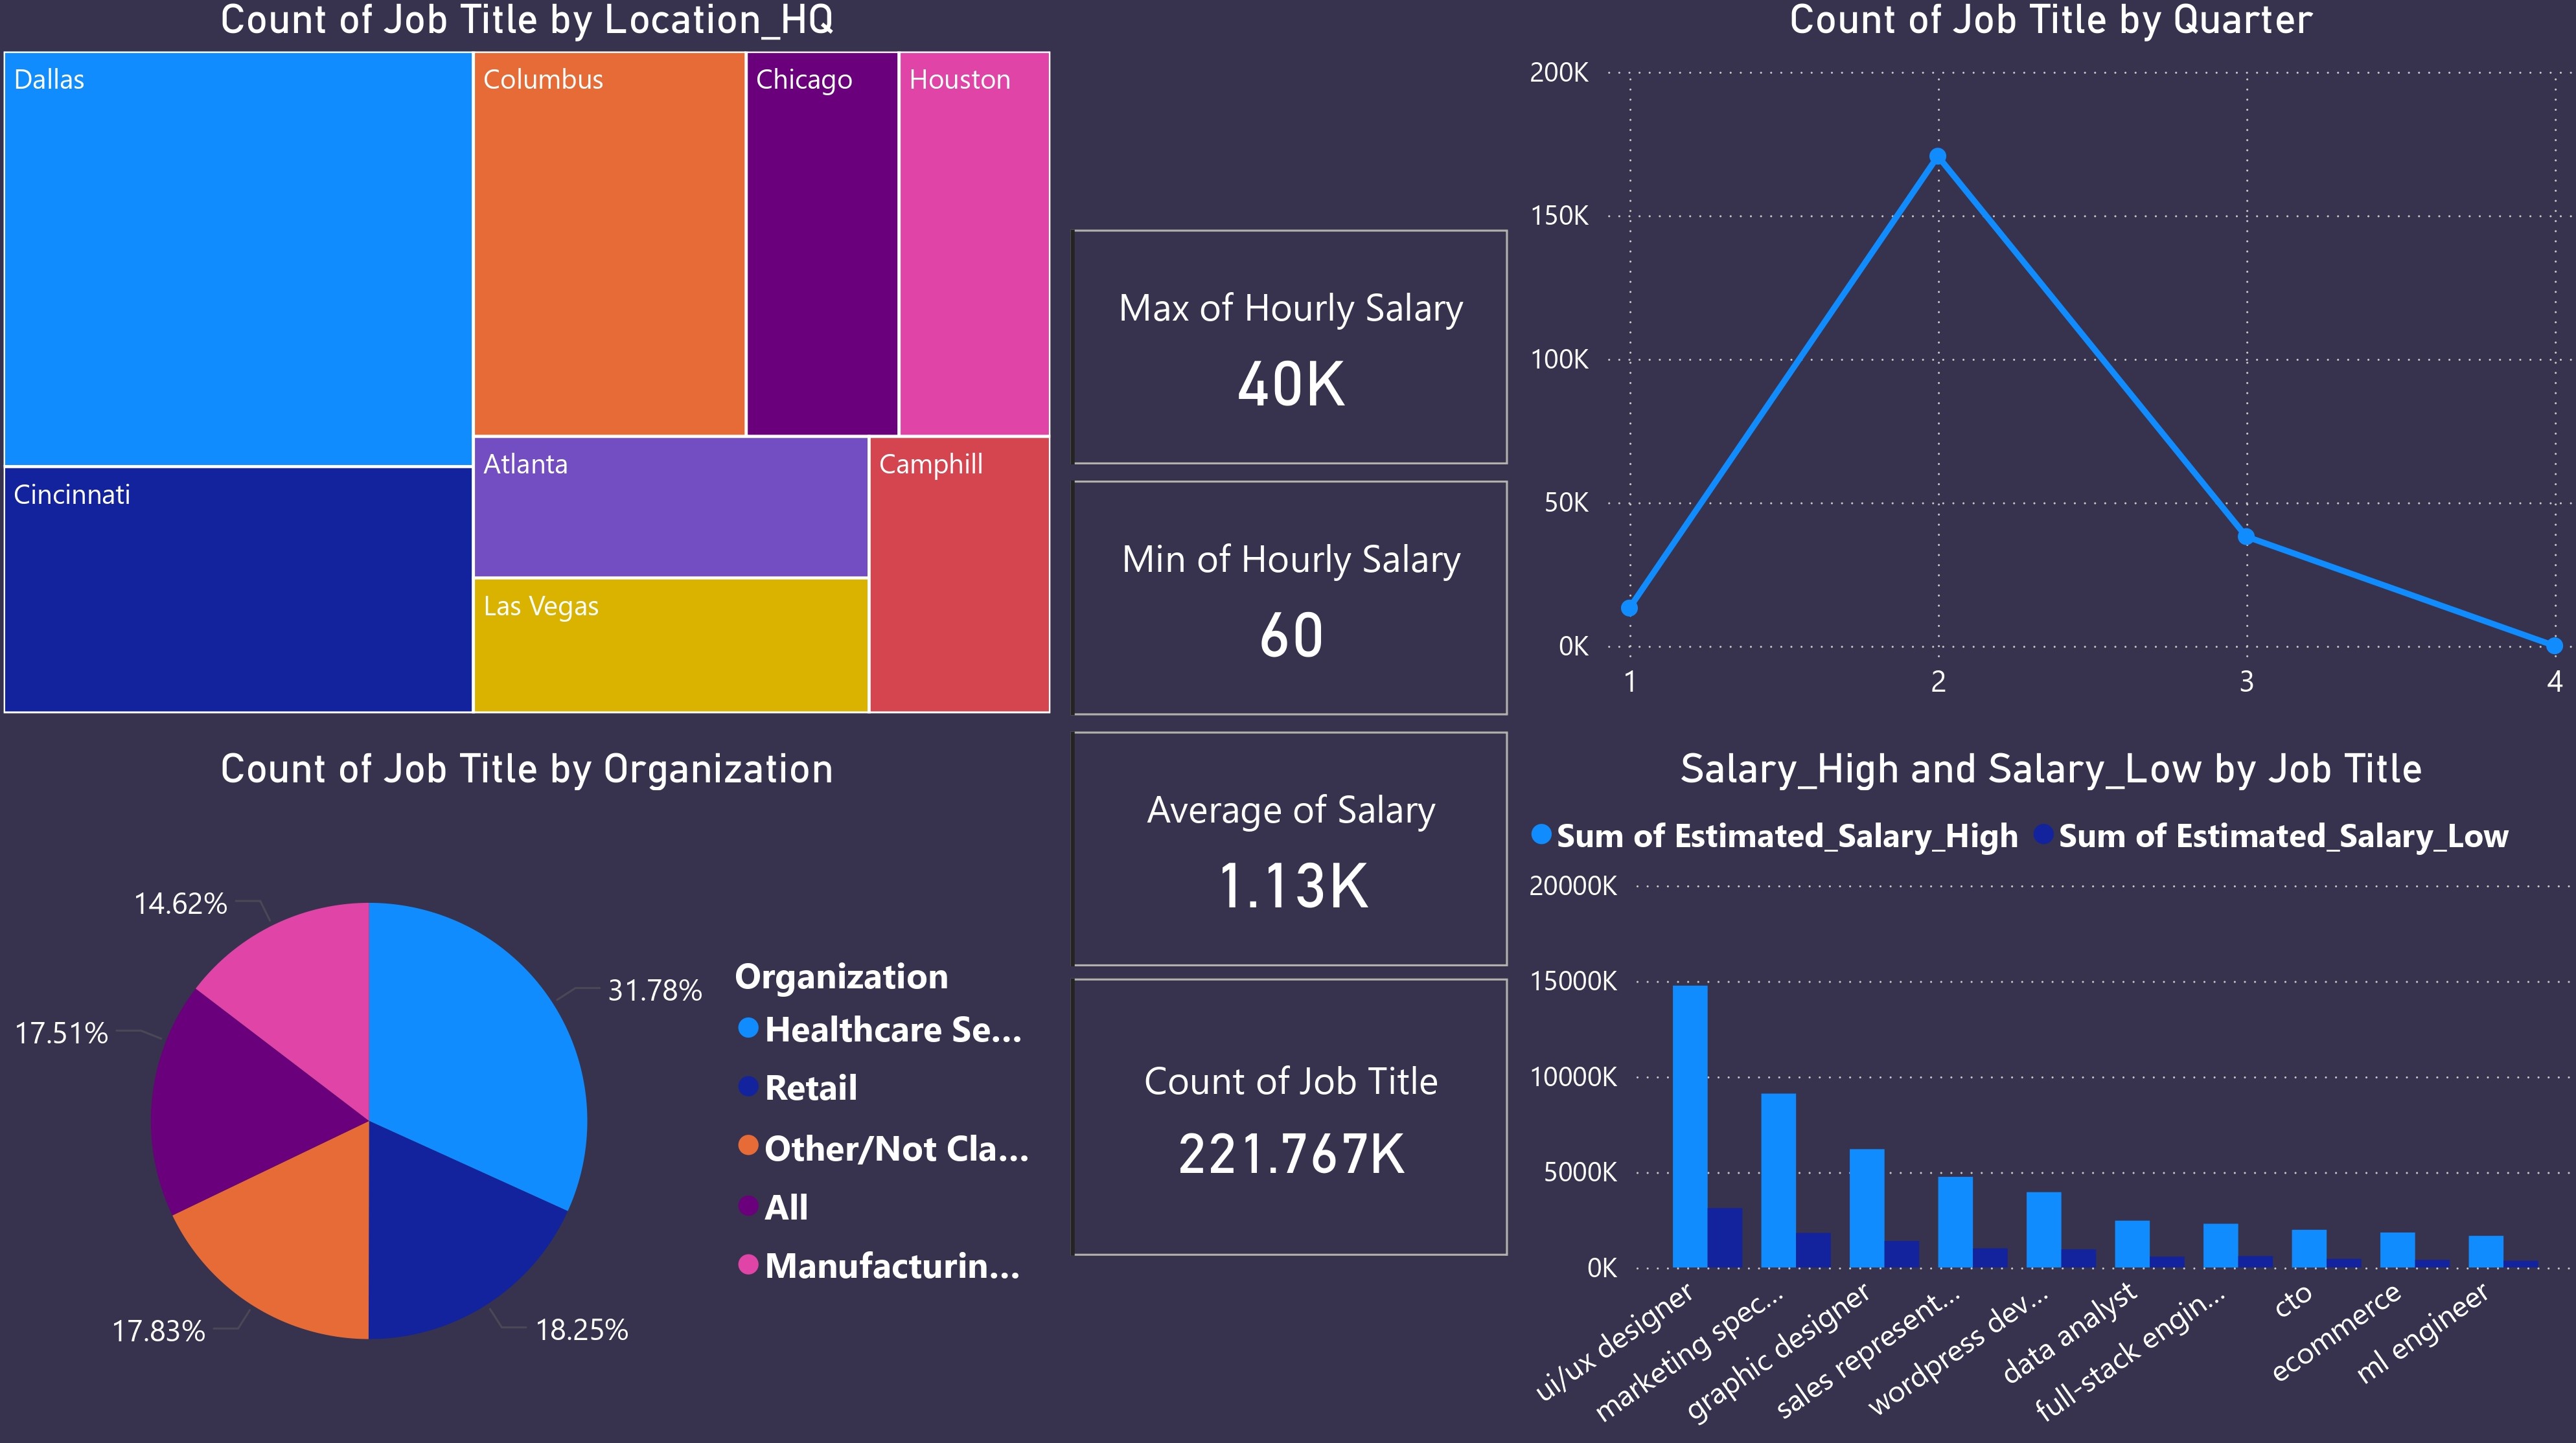 Count of Job Title by Location_HQ
Dallas
Columbus
Chicago
Houston
Cincinnati
Atlanta
Camphill
Las Vegas
Max of Hourly Salary
40K
Min of Hourly Salary
60
Average of Salary
1.13K
Count of Job Title
221.767K
Count of Job Title by Quarter
200K
150K
100K
50K
0K
1 2 3 4
Count of Job Title by Organization
14.62%
31.78%
17.51%
17.83%
18.25%
Organization
Healthcare Se...
Retail
Other/Not Cla...
All
Manufacturin...
Salary_High and Salary_Low by Job Title
Sum of Estimated_Salary_High Sum of Estimated_Salary_Low
20000K
15000K
10000K
5000K
0K
ui/ux designer
marketing spec...
graphic designer
sales represent...
wordpress dev...
data analyst
full-stack engin...
cto
ecommerce
ml engineer